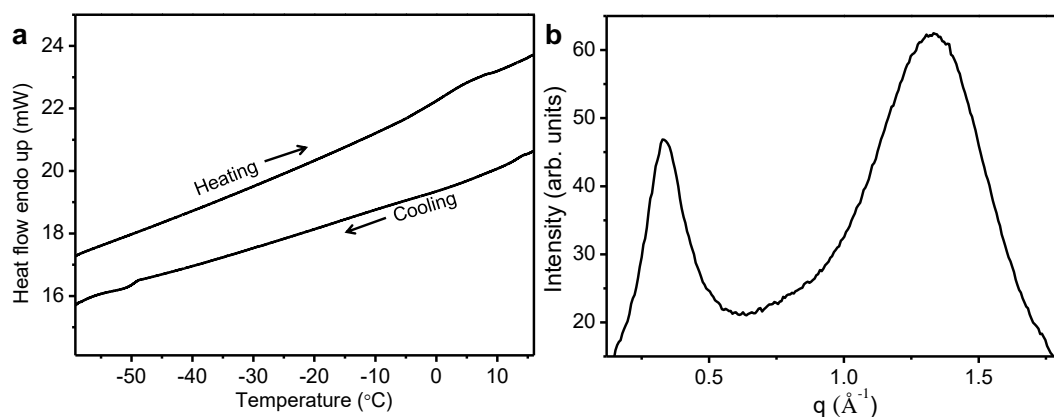 a
24
22
20
18
16
Heat flow endo up (mW)
Heating
Cooling
-50 -40 -30 -20 -10 0 10
Temperature (°C)
b
60
50
40
30
20
Intensity (arb. units)
0.5 1.0 1.5
q (Å⁻¹)